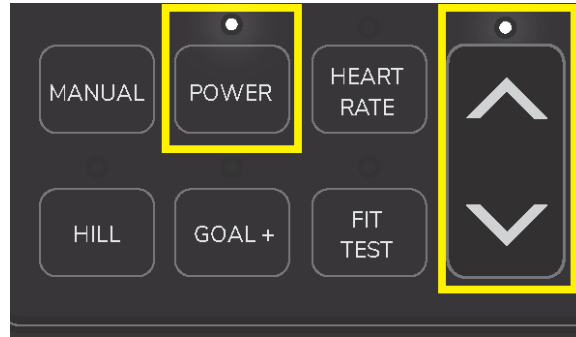 MANUAL
POWER
HEART
RATE
HILL
GOAL +
FIT
TEST